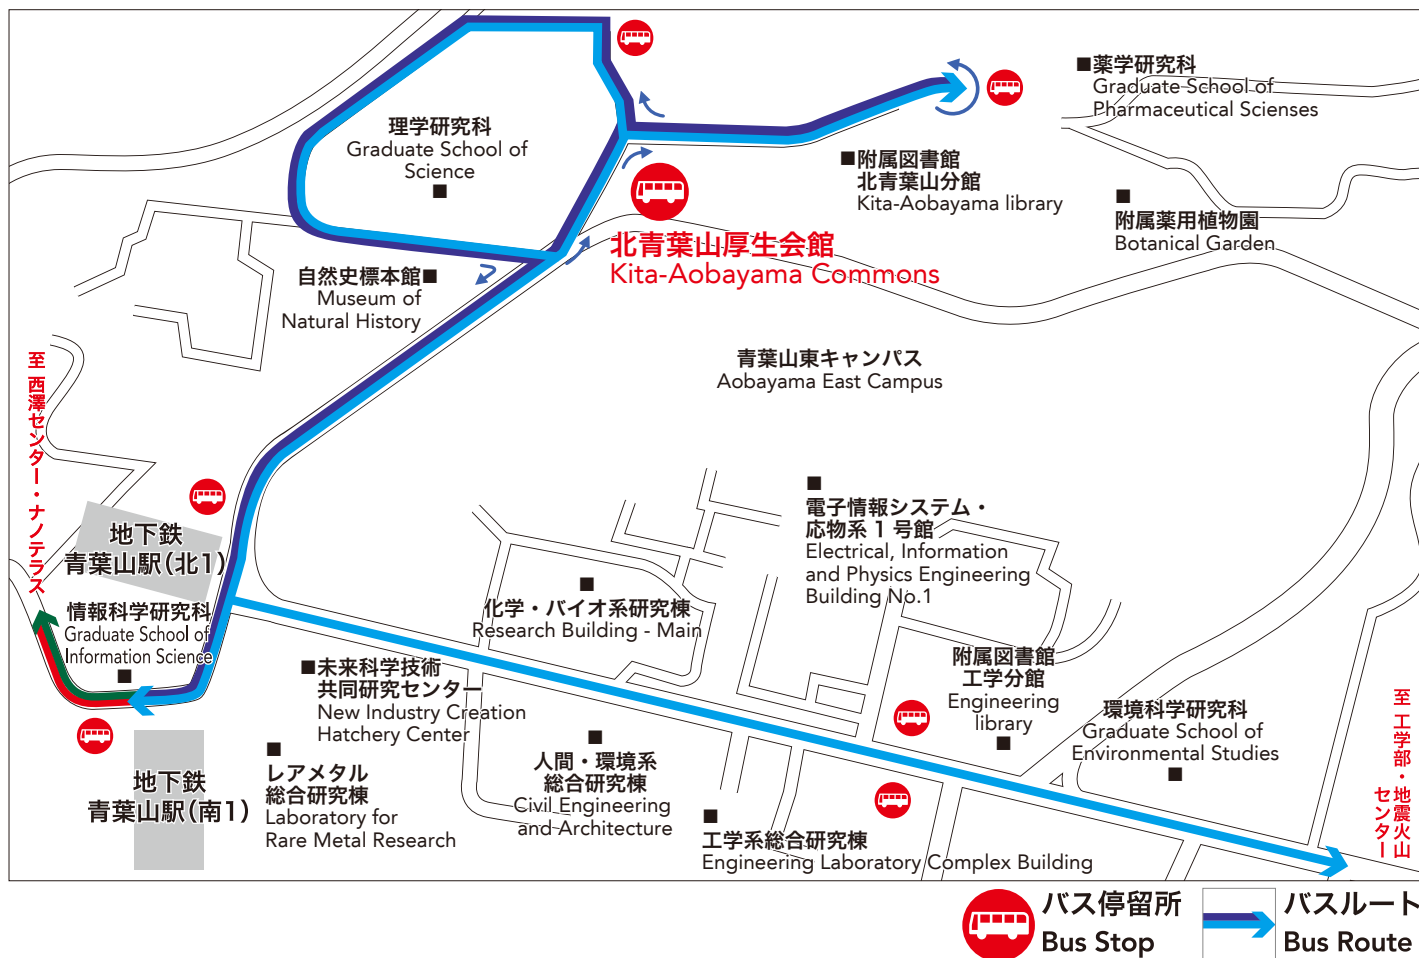 ■薬学研究科
Graduate School of
Pharmaceutical Scienses
理学研究科
Graduate School of
Science
■
■附属図書館
北青葉山分館
Kita-Aobayama library
■
附属薬用植物園
Botanical Garden
北青葉山厚生会館
Kita-Aobayama Commons
自然史標本館■
Museum of
Natural History
青葉山東キャンパス
Aobayama East Campus
至 西澤センター・ナノテラス
地下鉄
青葉山駅(北1)
情報科学研究科
Graduate School of
Information Science
■
■
電子情報システム・
応物系 1 号館
Electrical, Information
and Physics Engineering
Building No.1
■
化学・バイオ系研究棟
Research Building - Main
■未来科学技術
共同研究センター
New Industry Creation
Hatchery Center
附属図書館
工学分館
Engineering
library
■
環境科学研究科
Graduate School of
Environmental Studies
■
至 工学部・地震火山
センター
地下鉄
青葉山駅(南1)
■
レアメタル
総合研究棟
Laboratory for
Rare Metal Research
■
人間・環境系
総合研究棟
Civil Engineering
and Architecture
■
工学系総合研究棟
Engineering Laboratory Complex Building
バス停留所
Bus Stop
バスルート
Bus Route